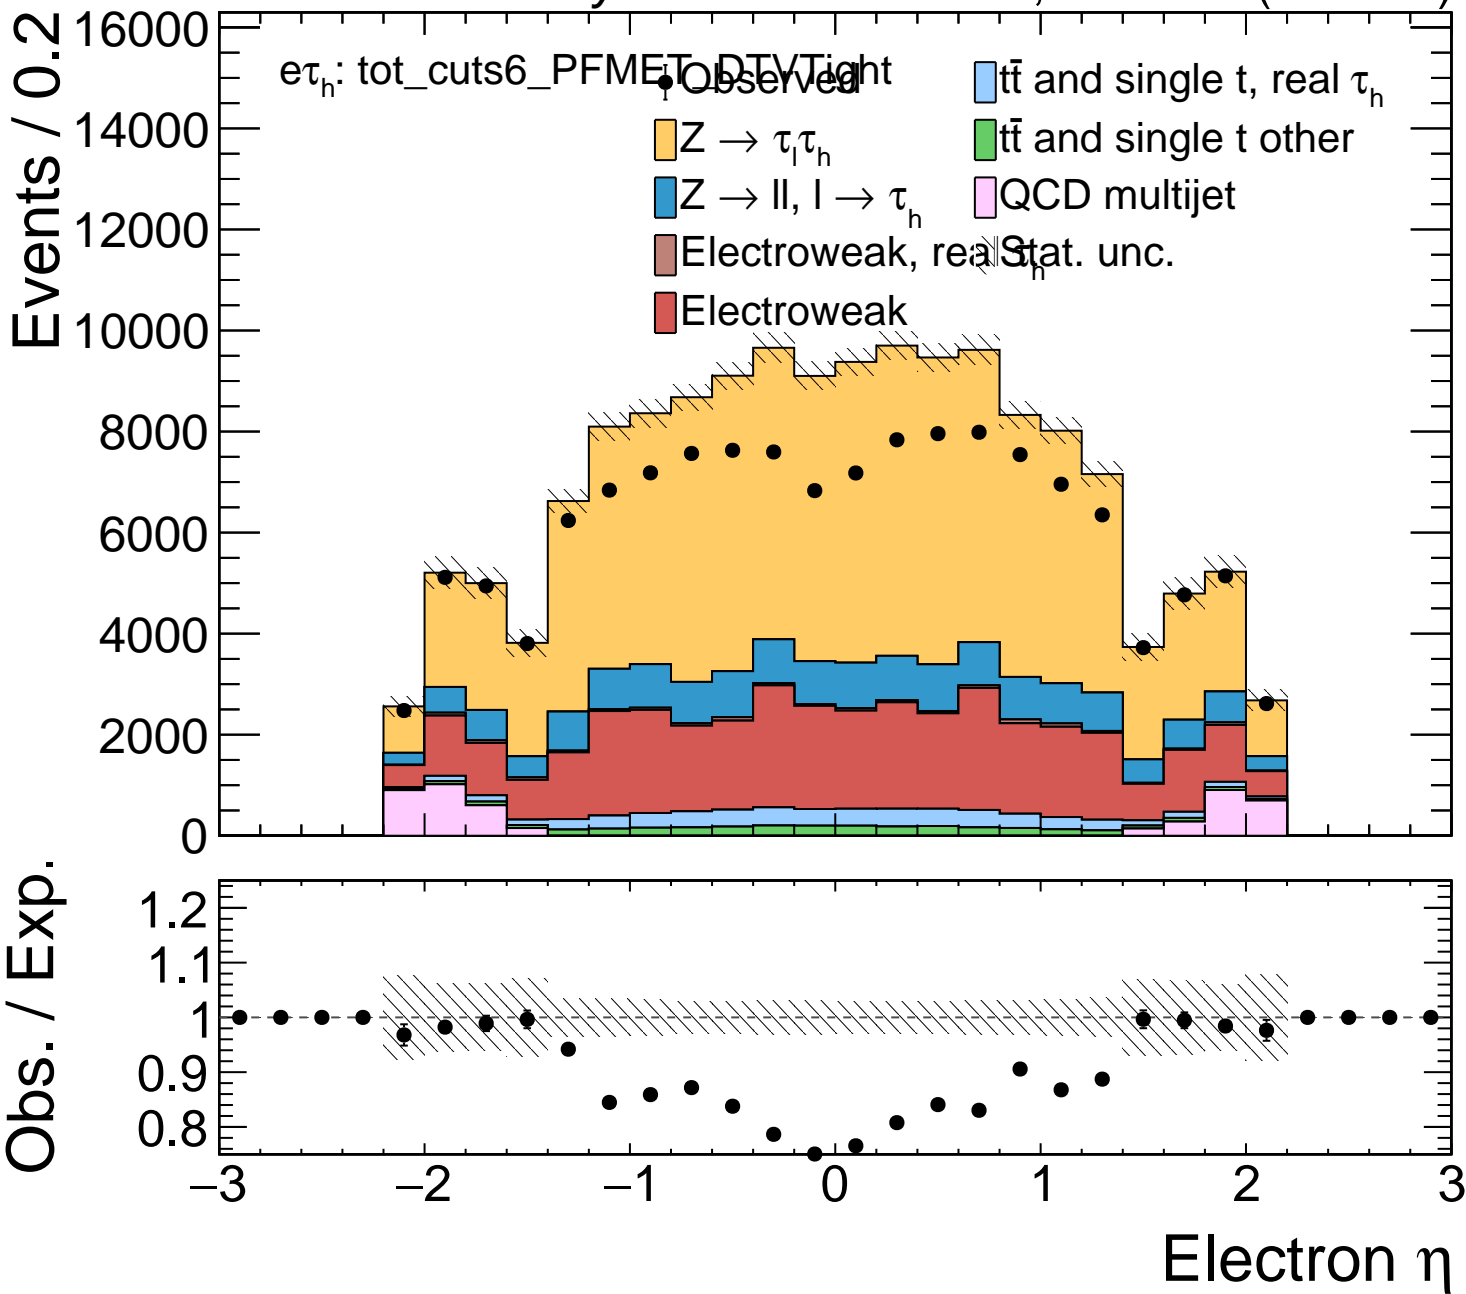 Events / 0.2
16000
14000
12000
10000
8000
6000
4000
2000
0
eτh: tot_cuts6_PFMET_DTVTight
Observed
Z → τlτh
Z → ll, l → τh
Electroweak, real τh
Electroweak
tt̄ and single t, real τh
tt̄ and single t other
QCD multijet
Stat. unc.
Obs. / Exp.
1.2
1.1
1
0.9
0.8
−3 −2 −1 0 1 2 3
Electron η